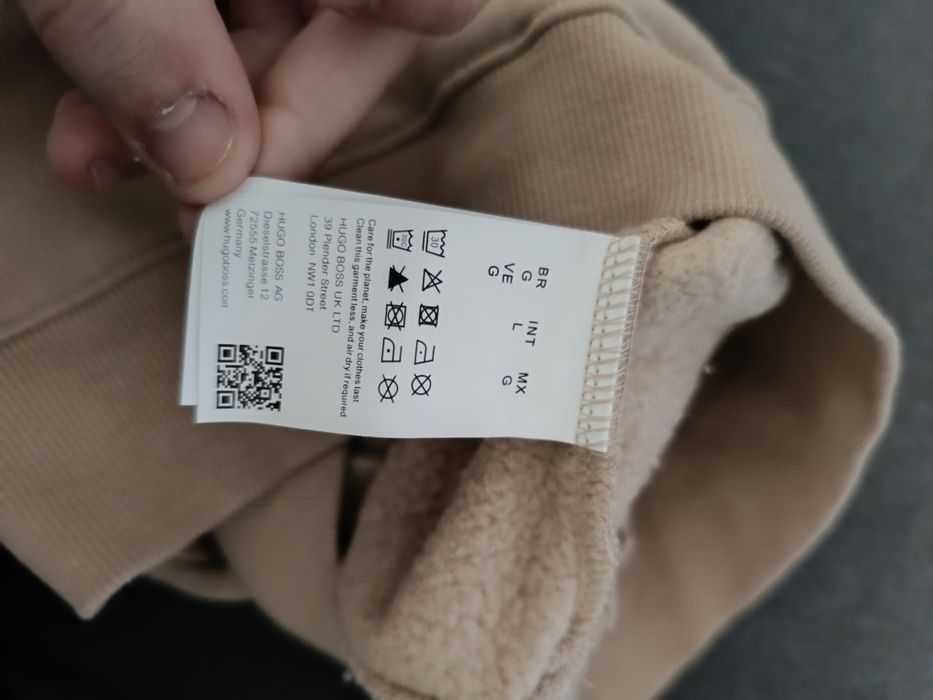 BR INT MX
G L G
VE
G
30
30
Care for the planet, make your clothes last
Clean this garment less, and air dry if required
HUGO BOSS UK LTD
39 Plender Street
London NW1 0DT
HUGO BOSS AG
Dieselstrasse 12
72555 Metzingen
Germany
www.hugoboss.com